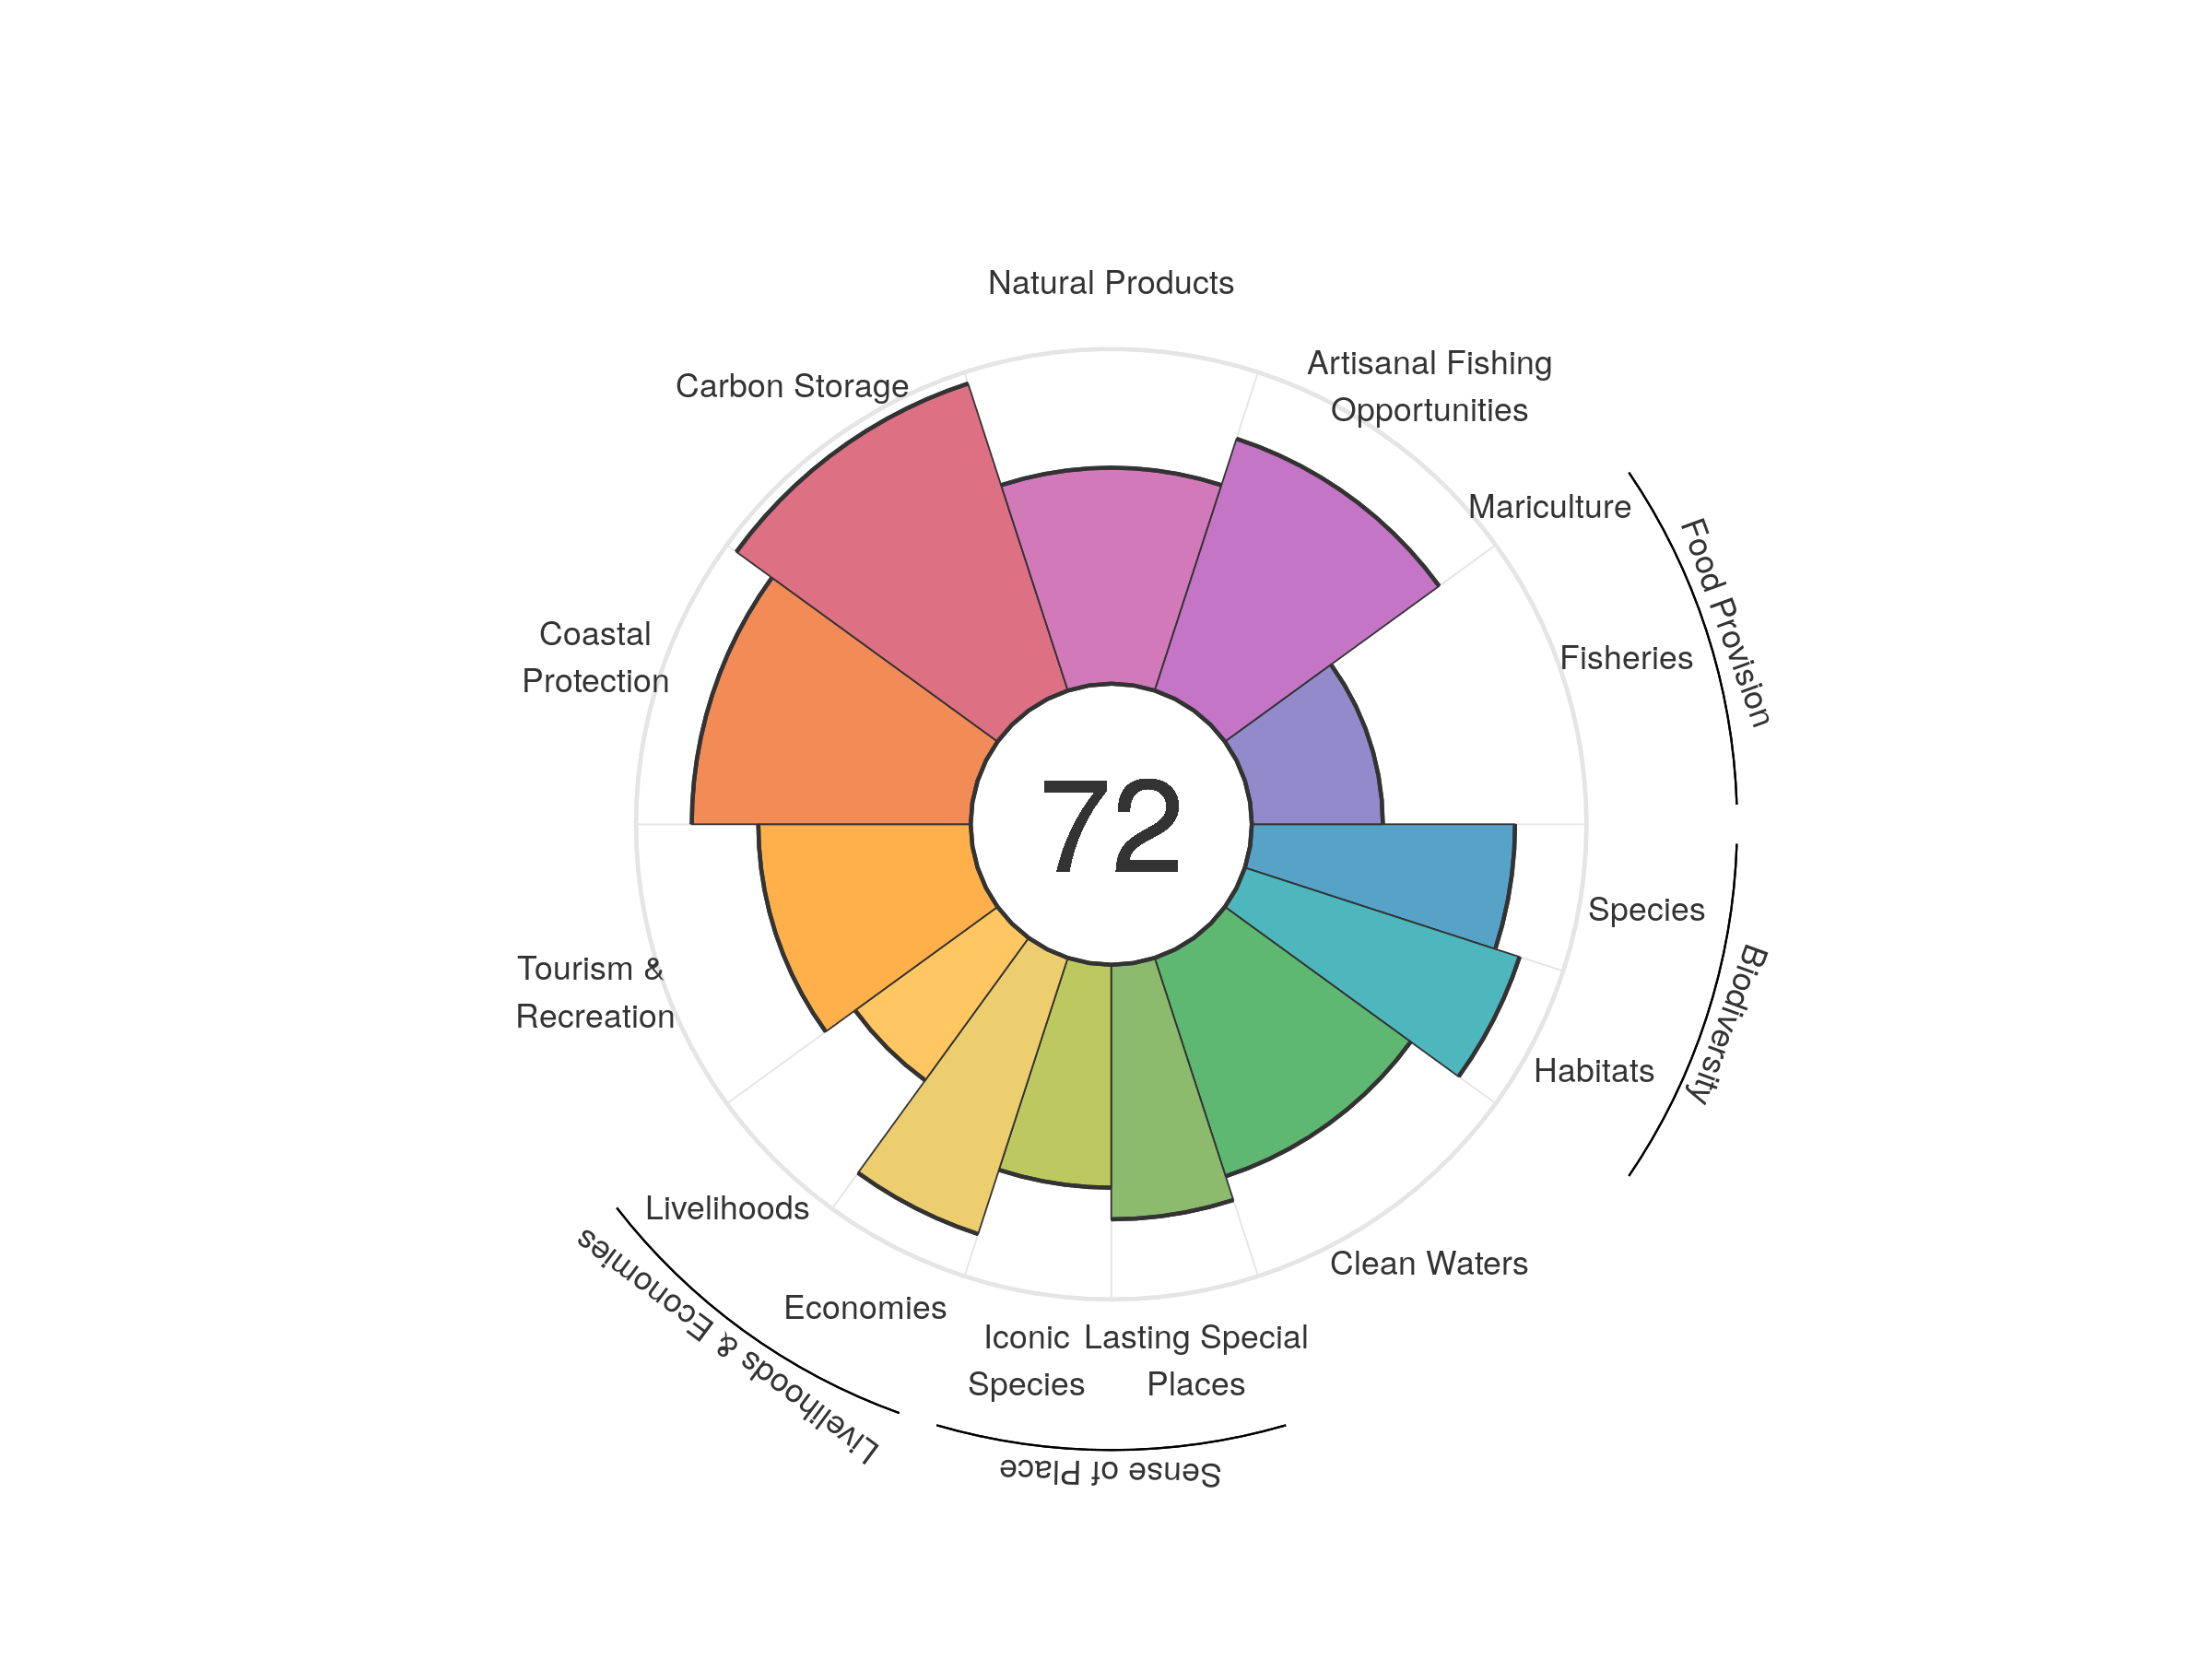 Natural Products
Artisanal Fishing
Opportunities
Carbon Storage
Mariculture
Food Provision
Fisheries
Coastal
Protection
72
Species
Biodiversity
Habitats
Tourism &
Recreation
Livelihoods
Clean Waters
Livelihoods & Economies
Economies
Iconic
Species
Lasting Special
Places
Sense of Place